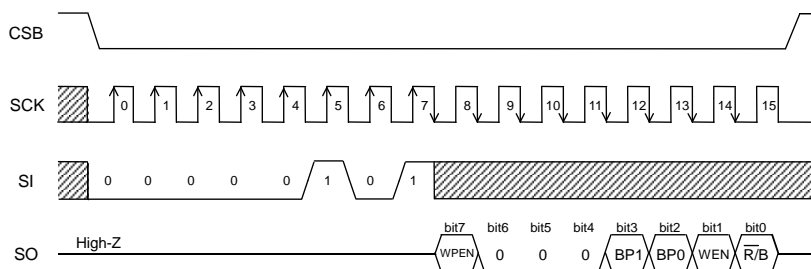 CSB
SCK 0 1 2 3 4 5 6 7 8 9 10 11 12 13 14 15
SI 0 0 0 0 0 1 0 1
bit7 bit6 bit5 bit4 bit3 bit2 bit1 bit0
SO High-Z WPEN 0 0 0 BP1 BP0 WEN R̅/B